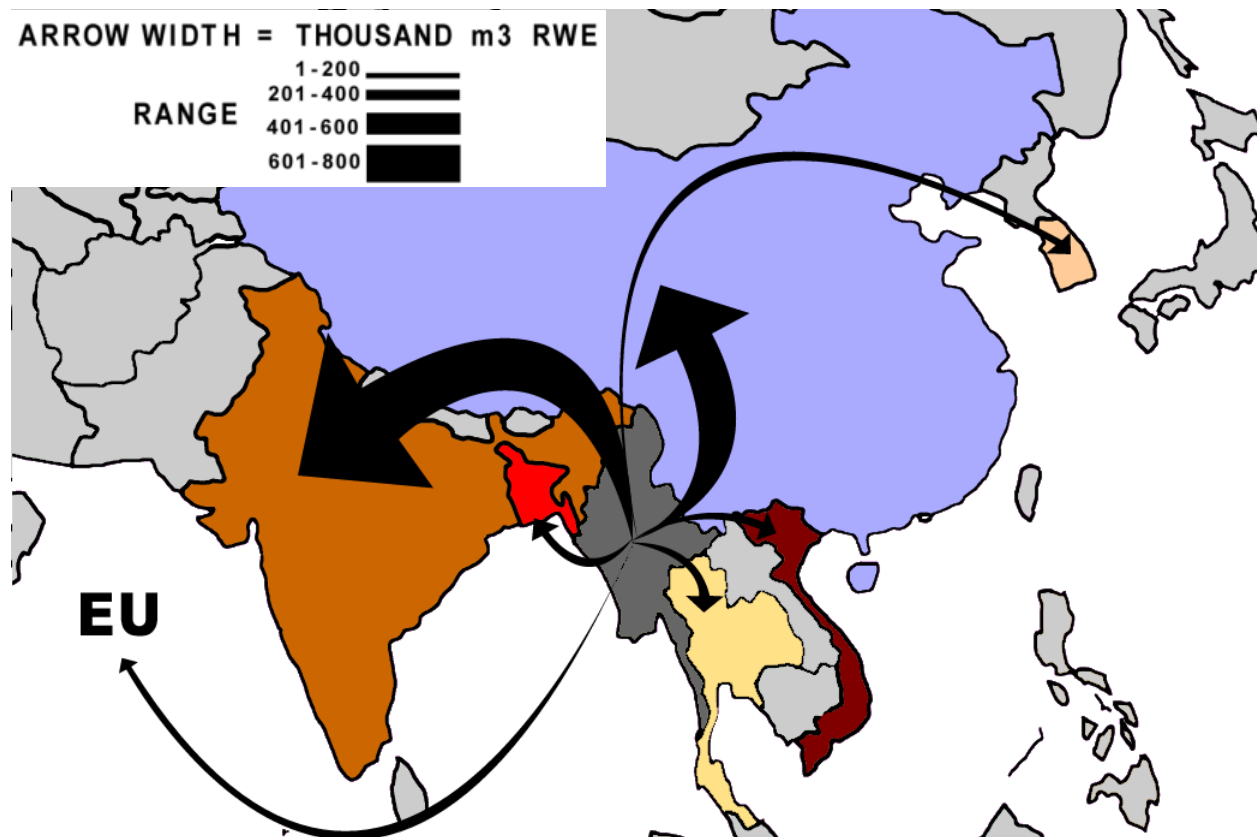 ARROW WIDTH = THOUSAND m3 RWE
1-200
201-400
RANGE
401-600
601-800
EU